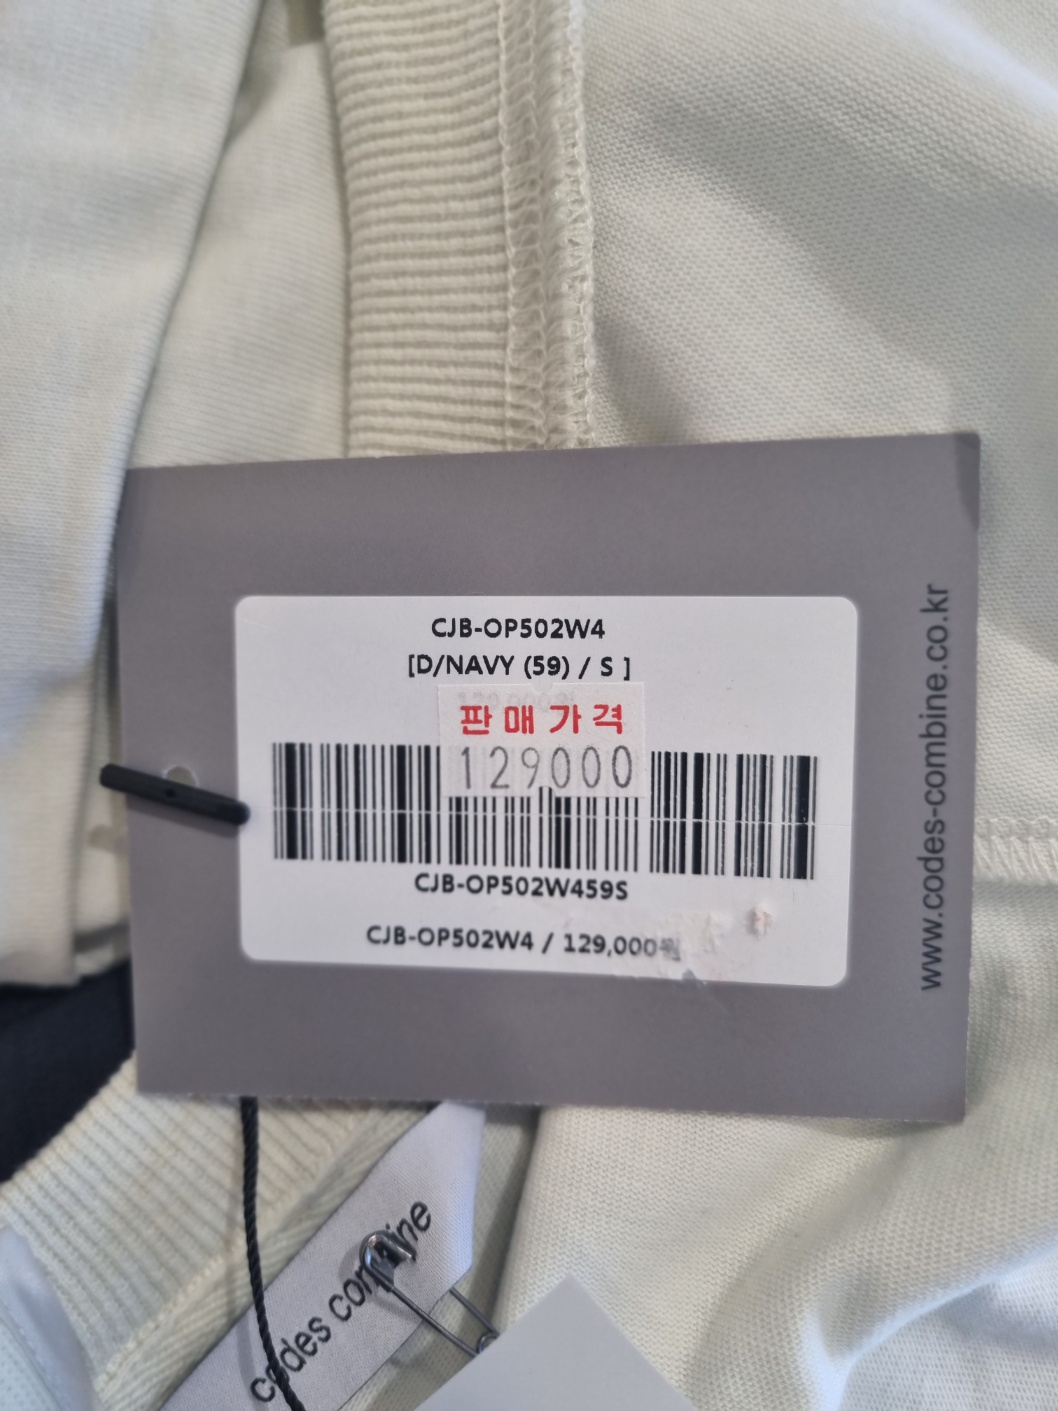 CJB-OP502W4
[D/NAVY (59) / S ]
판매가격
129000
CJB-OP502W459S
CJB-OP502W4 / 129,000원
www.codes-combine.co.kr
codes combine